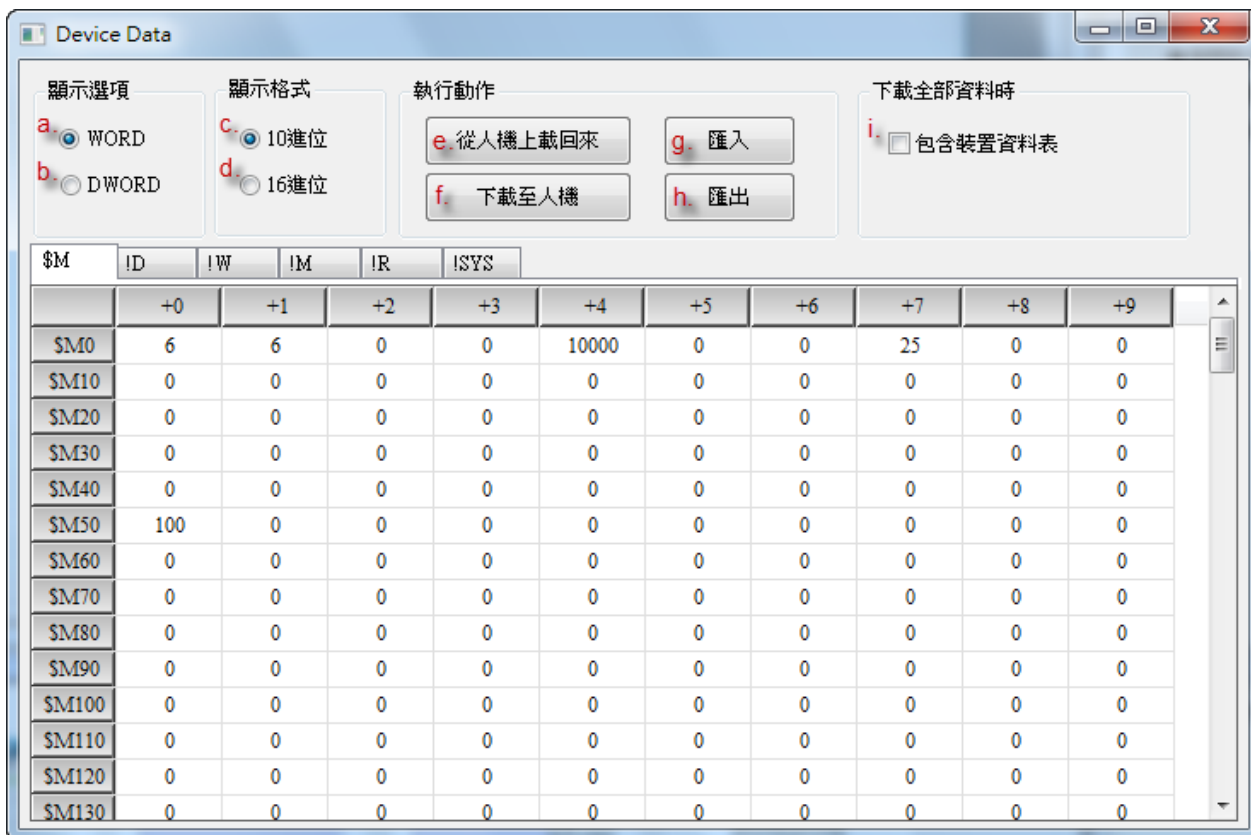 Device Data
顯示選項 顯示格式 執行動作 下載全部資料時
a. WORD c. 10進位 e. 從人機上載回來 g. 匯入 i. 包含裝置資料表
b. DWORD d. 16進位 f. 下載至人機 h. 匯出
$M !D !W !M !R !SYS
+0 +1 +2 +3 +4 +5 +6 +7 +8 +9
$M0 6 6 0 0 10000 0 0 25 0 0
$M10 0 0 0 0 0 0 0 0 0 0
$M20 0 0 0 0 0 0 0 0 0 0
$M30 0 0 0 0 0 0 0 0 0 0
$M40 0 0 0 0 0 0 0 0 0 0
$M50 100 0 0 0 0 0 0 0 0 0
$M60 0 0 0 0 0 0 0 0 0 0
$M70 0 0 0 0 0 0 0 0 0 0
$M80 0 0 0 0 0 0 0 0 0 0
$M90 0 0 0 0 0 0 0 0 0 0
$M100 0 0 0 0 0 0 0 0 0 0
$M110 0 0 0 0 0 0 0 0 0 0
$M120 0 0 0 0 0 0 0 0 0 0
$M130 0 0 0 0 0 0 0 0 0 0